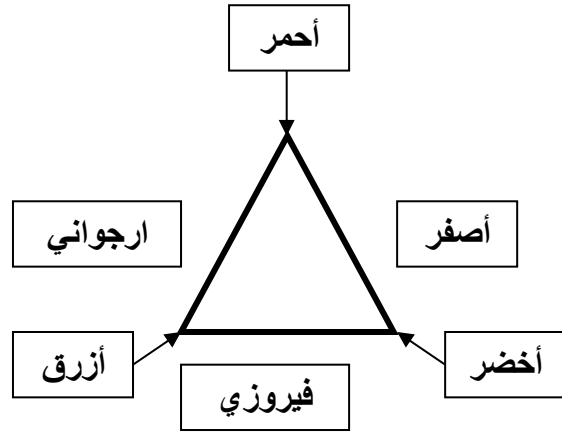 أحمر
أصفر
ارجواني
أخضر
أزرق
فيروزي